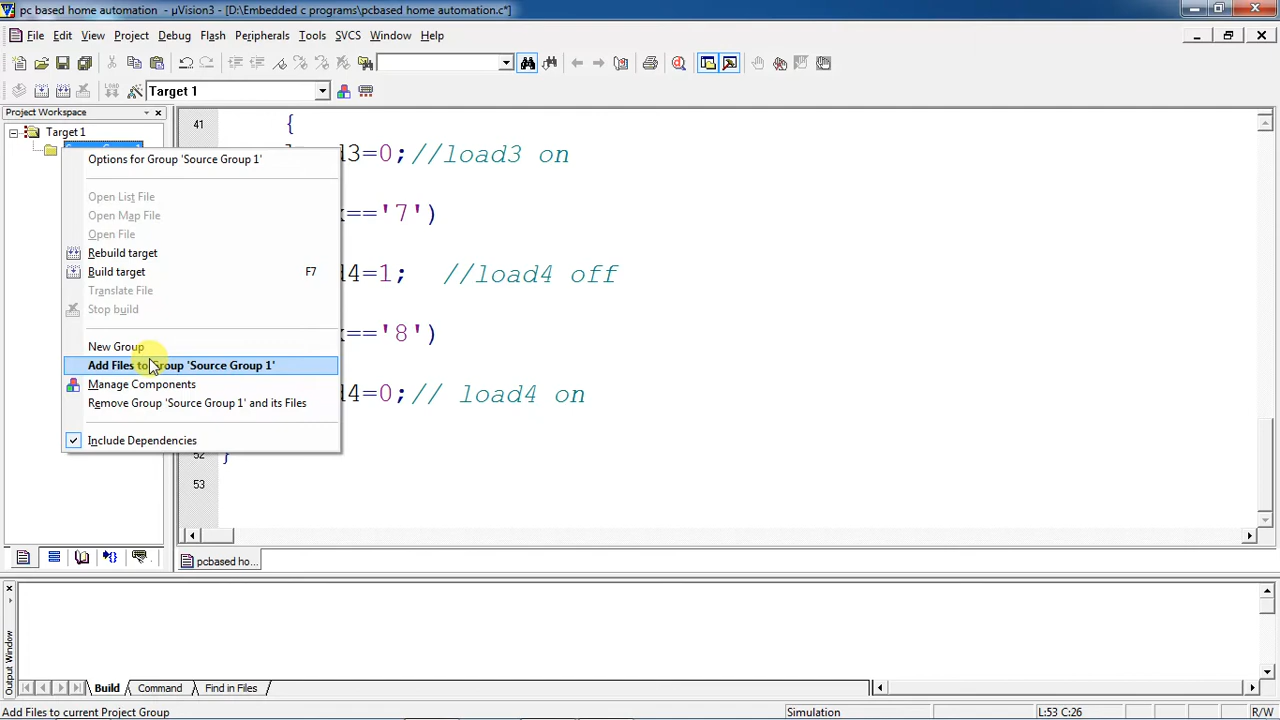 pc based home automation - µVision3 - [D:\Embedded c programs\pcbased home automation.c*]
File Edit View Project Debug Flash Peripherals Tools SVCS Window Help
Target 1
Project Workspace
Target 1
Options for Group 'Source Group 1'
Open List File
Open Map File
Open File
Rebuild target
Build target F7
Translate File
Stop build
New Group
Add Files to Group 'Source Group 1'
Manage Components
Remove Group 'Source Group 1' and its Files
Include Dependencies
41 {
d3=0;//load3 on
x=='7')
d4=1; //load4 off
x=='8')
d4=0;// load4 on
52 }
53
pcbased ho...
Output Window
Build Command Find in Files
Add Files to current Project Group Simulation L:53 C:26 R/W